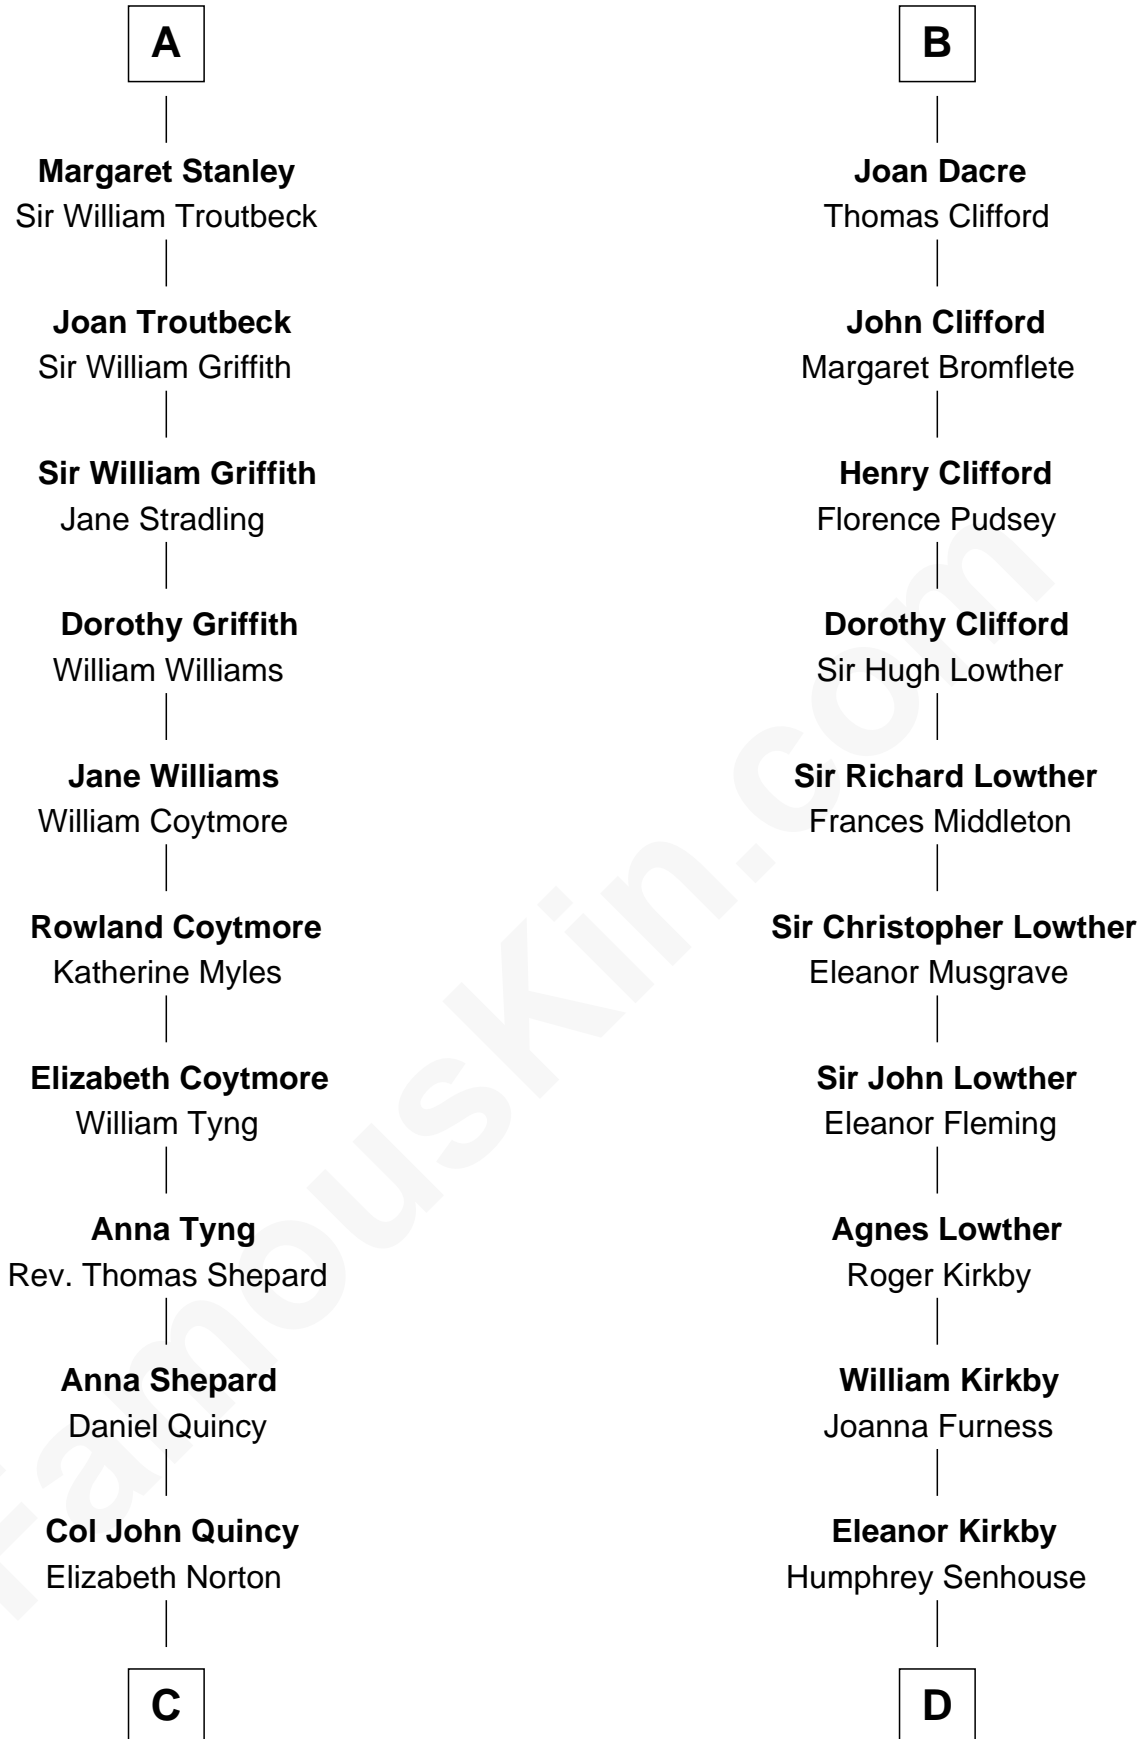 A
Margaret Stanley
Sir William Troutbeck
Joan Troutbeck
Sir William Griffith
Sir William Griffith
Jane Stradling
Dorothy Griffith
William Williams
Jane Williams
William Coytmore
Rowland Coytmore
Katherine Myles
Elizabeth Coytmore
William Tyng
Anna Tyng
Rev. Thomas Shepard
Anna Shepard
Daniel Quincy
Col John Quincy
Elizabeth Norton
C
B
Joan Dacre
Thomas Clifford
John Clifford
Margaret Bromflete
Henry Clifford
Florence Pudsey
Dorothy Clifford
Sir Hugh Lowther
Sir Richard Lowther
Frances Middleton
Sir Christopher Lowther
Eleanor Musgrave
Sir John Lowther
Eleanor Fleming
Agnes Lowther
Roger Kirkby
William Kirkby
Joanna Furness
Eleanor Kirkby
Humphrey Senhouse
D
FamousKin.com